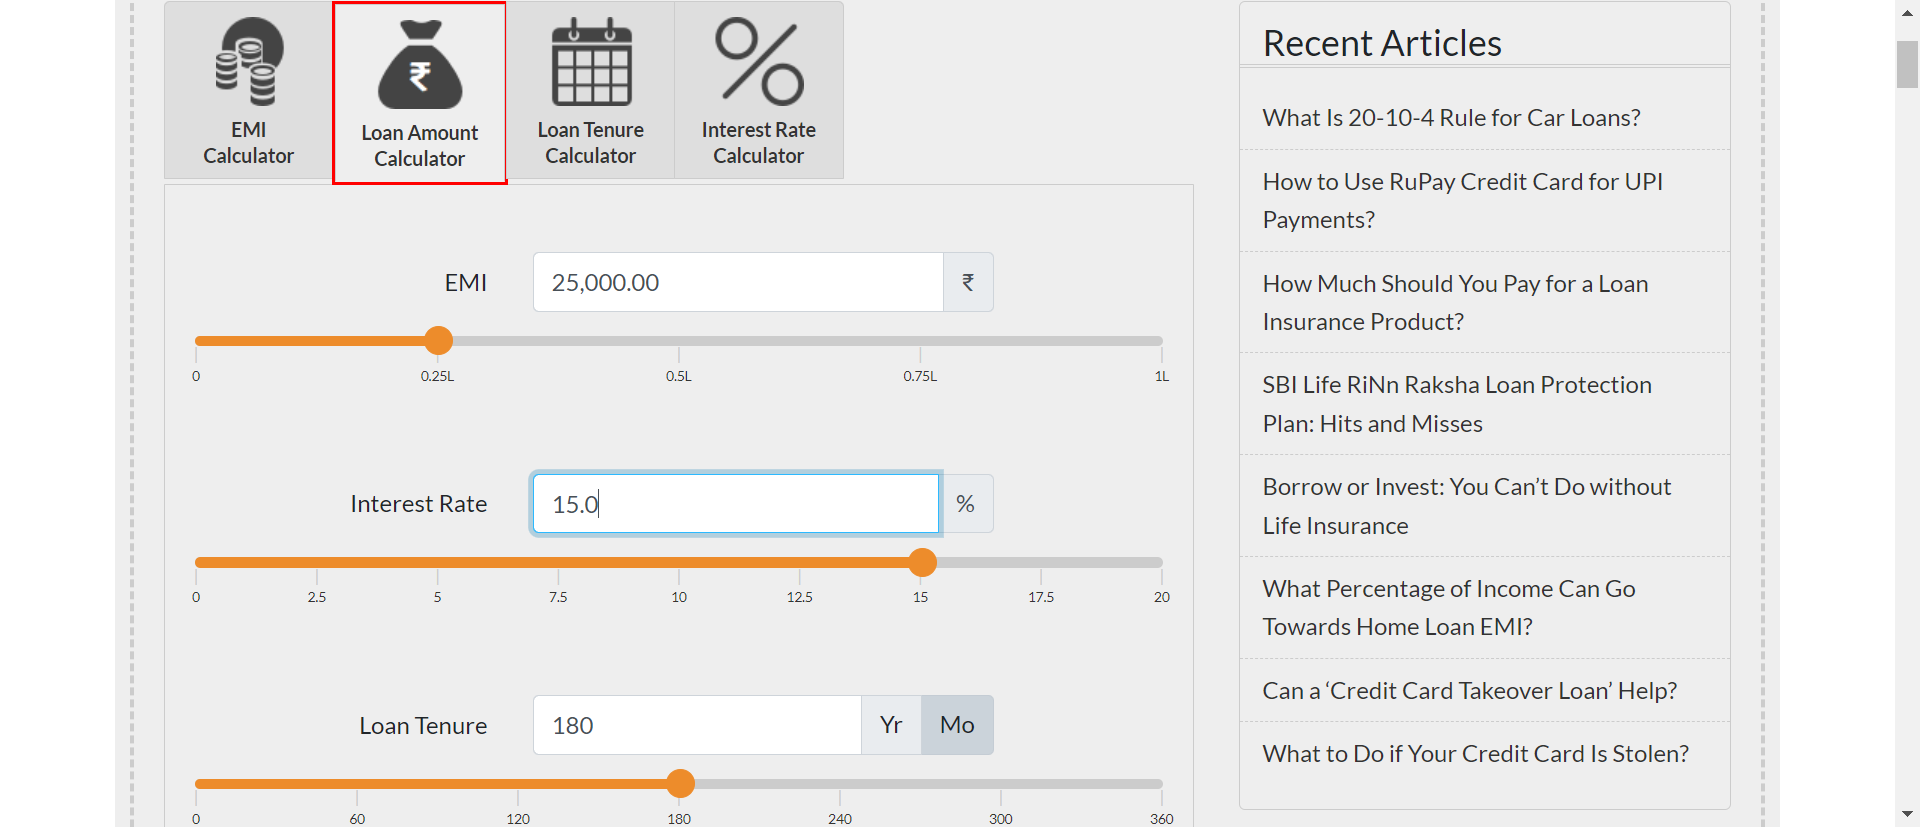 EMI
Calculator
₹
Loan Amount
Calculator
Loan Tenure
Calculator
Interest Rate
Calculator
EMI
25,000.00
₹
0
0.25L
0.5L
0.75L
1L
Interest Rate
15.0
%
0
2.5
5
7.5
10
12.5
15
17.5
20
Loan Tenure
180
Yr
Mo
0
60
120
180
240
300
360
Recent Articles
What Is 20-10-4 Rule for Car Loans?
How to Use RuPay Credit Card for UPI
Payments?
How Much Should You Pay for a Loan
Insurance Product?
SBI Life RiNn Raksha Loan Protection
Plan: Hits and Misses
Borrow or Invest: You Can’t Do without
Life Insurance
What Percentage of Income Can Go
Towards Home Loan EMI?
Can a ‘Credit Card Takeover Loan’ Help?
What to Do if Your Credit Card Is Stolen?